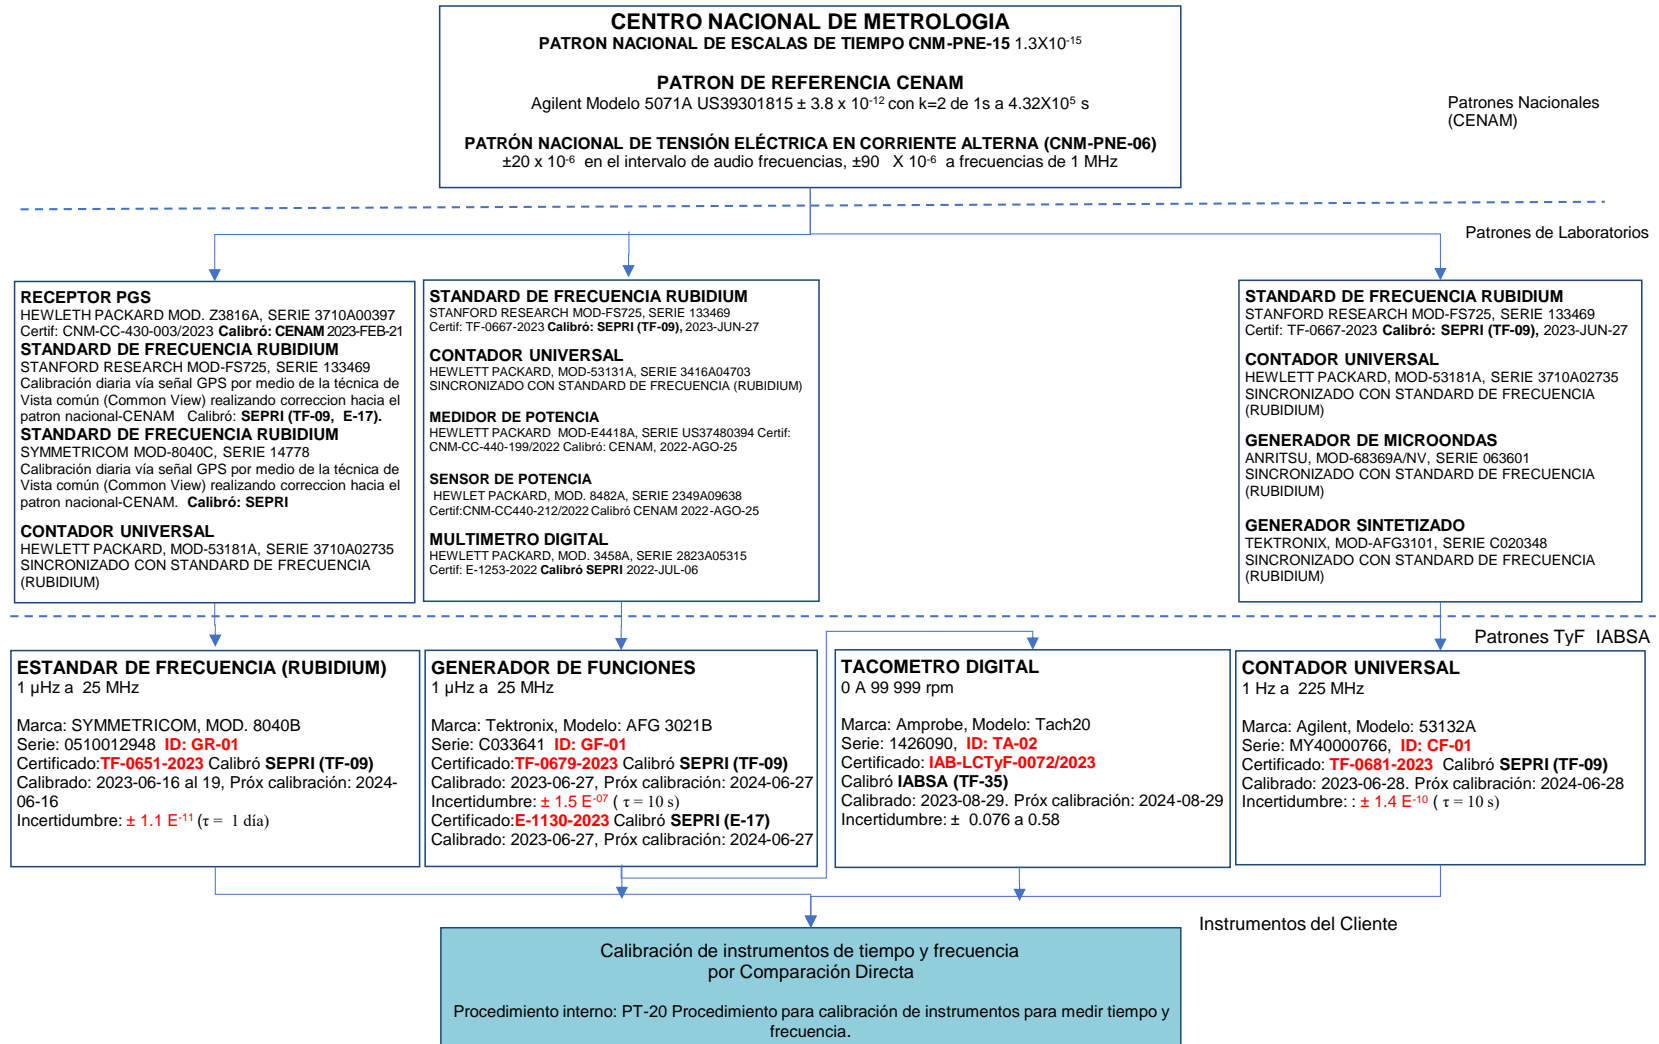 CENTRO NACIONAL DE METROLOGIA
PATRON NACIONAL DE ESCALAS DE TIEMPO CNM-PNE-15 1.3X10⁻¹⁵
PATRON DE REFERENCIA CENAM
Agilent Modelo 5071A US39301815 ± 3.8 x 10⁻¹² con k=2 de 1s a 4.32X10⁵ s
PATRÓN NACIONAL DE TENSIÓN ELÉCTRICA EN CORRIENTE ALTERNA (CNM-PNE-06)
±20 x 10⁻⁶ en el intervalo de audio frecuencias, ±90 X 10⁻⁶ a frecuencias de 1 MHz
Patrones Nacionales
(CENAM)
Patrones de Laboratorios
RECEPTOR PGS
HEWLETH PACKARD MOD. Z3816A, SERIE 3710A00397
Certif: CNM-CC-430-003/2023 Calibró: CENAM 2023-FEB-21
STANDARD DE FRECUENCIA RUBIDIUM
STANFORD RESEARCH MOD-FS725, SERIE 133469
Calibración diaria vía señal GPS por medio de la técnica de
Vista común (Common View) realizando correccion hacia el
patron nacional-CENAM Calibró: SEPRI (TF-09, E-17).
STANDARD DE FRECUENCIA RUBIDIUM
SYMMETRICOM MOD-8040C, SERIE 14778
Calibración diaria vía señal GPS por medio de la técnica de
Vista común (Common View) realizando correccion hacia el
patron nacional-CENAM. Calibró: SEPRI
CONTADOR UNIVERSAL
HEWLETT PACKARD, MOD-53181A, SERIE 3710A02735
SINCRONIZADO CON STANDARD DE FRECUENCIA
(RUBIDIUM)
STANDARD DE FRECUENCIA RUBIDIUM
STANFORD RESEARCH MOD-FS725, SERIE 133469
Certif: TF-0667-2023 Calibró: SEPRI (TF-09), 2023-JUN-27
CONTADOR UNIVERSAL
HEWLETT PACKARD, MOD-53131A, SERIE 3416A04703
SINCRONIZADO CON STANDARD DE FRECUENCIA (RUBIDIUM)
MEDIDOR DE POTENCIA
HEWLETT PACKARD MOD-E4418A, SERIE US37480394 Certif:
CNM-CC-440-199/2022 Calibró: CENAM, 2022-AGO-25
SENSOR DE POTENCIA
HEWLET PACKARD, MOD. 8482A, SERIE 2349A09638
Certif:CNM-CC440-212/2022 Calibró CENAM 2022-AGO-25
MULTIMETRO DIGITAL
HEWLETT PACKARD, MOD. 3458A, SERIE 2823A05315
Certif: E-1253-2022 Calibró SEPRI 2022-JUL-06
STANDARD DE FRECUENCIA RUBIDIUM
STANFORD RESEARCH MOD-FS725, SERIE 133469
Certif: TF-0667-2023 Calibró: SEPRI (TF-09), 2023-JUN-27
CONTADOR UNIVERSAL
HEWLETT PACKARD, MOD-53181A, SERIE 3710A02735
SINCRONIZADO CON STANDARD DE FRECUENCIA
(RUBIDIUM)
GENERADOR DE MICROONDAS
ANRITSU, MOD-68369A/NV, SERIE 063601
SINCRONIZADO CON STANDARD DE FRECUENCIA
(RUBIDIUM)
GENERADOR SINTETIZADO
TEKTRONIX, MOD-AFG3101, SERIE C020348
SINCRONIZADO CON STANDARD DE FRECUENCIA
(RUBIDIUM)
Patrones TyF IABSA
ESTANDAR DE FRECUENCIA (RUBIDIUM)
1 µHz a 25 MHz
Marca: SYMMETRICOM, MOD. 8040B
Serie: 0510012948 ID: GR-01
Certificado:TF-0651-2023 Calibró SEPRI (TF-09)
Calibrado: 2023-06-16 al 19, Próx calibración: 2024-
06-16
Incertidumbre: ± 1.1 E⁻¹¹ (τ = 1 día)
GENERADOR DE FUNCIONES
1 µHz a 25 MHz
Marca: Tektronix, Modelo: AFG 3021B
Serie: C033641 ID: GF-01
Certificado:TF-0679-2023 Calibró SEPRI (TF-09)
Calibrado: 2023-06-27, Próx calibración: 2024-06-27
Incertidumbre: ± 1.5 E⁻⁰⁷ ( τ = 10 s)
Certificado:E-1130-2023 Calibró SEPRI (E-17)
Calibrado: 2023-06-27, Próx calibración: 2024-06-27
TACOMETRO DIGITAL
0 A 99 999 rpm
Marca: Amprobe, Modelo: Tach20
Serie: 1426090, ID: TA-02
Certificado: IAB-LCTyF-0072/2023
Calibró IABSA (TF-35)
Calibrado: 2023-08-29. Próx calibración: 2024-08-29
Incertidumbre: ± 0.076 a 0.58
CONTADOR UNIVERSAL
1 Hz a 225 MHz
Marca: Agilent, Modelo: 53132A
Serie: MY40000766, ID: CF-01
Certificado: TF-0681-2023 Calibró SEPRI (TF-09)
Calibrado: 2023-06-28. Próx calibración: 2024-06-28
Incertidumbre: : ± 1.4 E⁻¹⁰ ( τ = 10 s)
Instrumentos del Cliente
Calibración de instrumentos de tiempo y frecuencia
por Comparación Directa
Procedimiento interno: PT-20 Procedimiento para calibración de instrumentos para medir tiempo y
frecuencia.